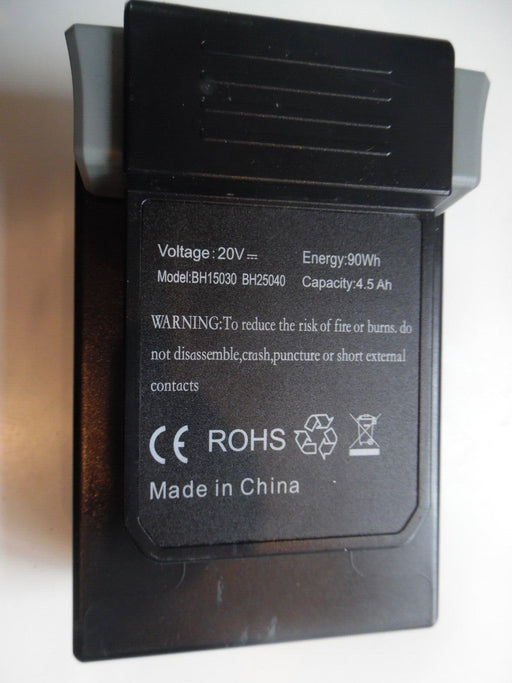 Voltage: 20V⎓ Energy:90Wh
Model:BH15030 BH25040 Capacity:4.5 Ah
WARNING:To reduce the risk of fire or burns. do
not disassemble,crash,puncture or short external
contacts
CE ROHS
Made in China